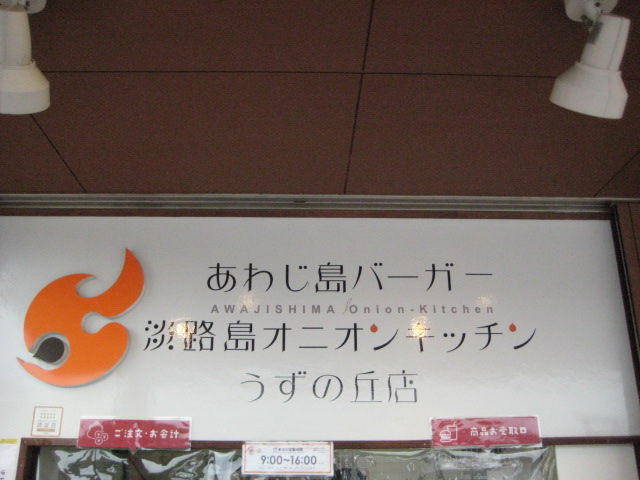 あわじ島バーガー
AWAJISHIMA Onion-Kitchen
淡路島オニオンキッチン
うずの丘店
ご注文・お会計
商品お受取口
9:00~16:00